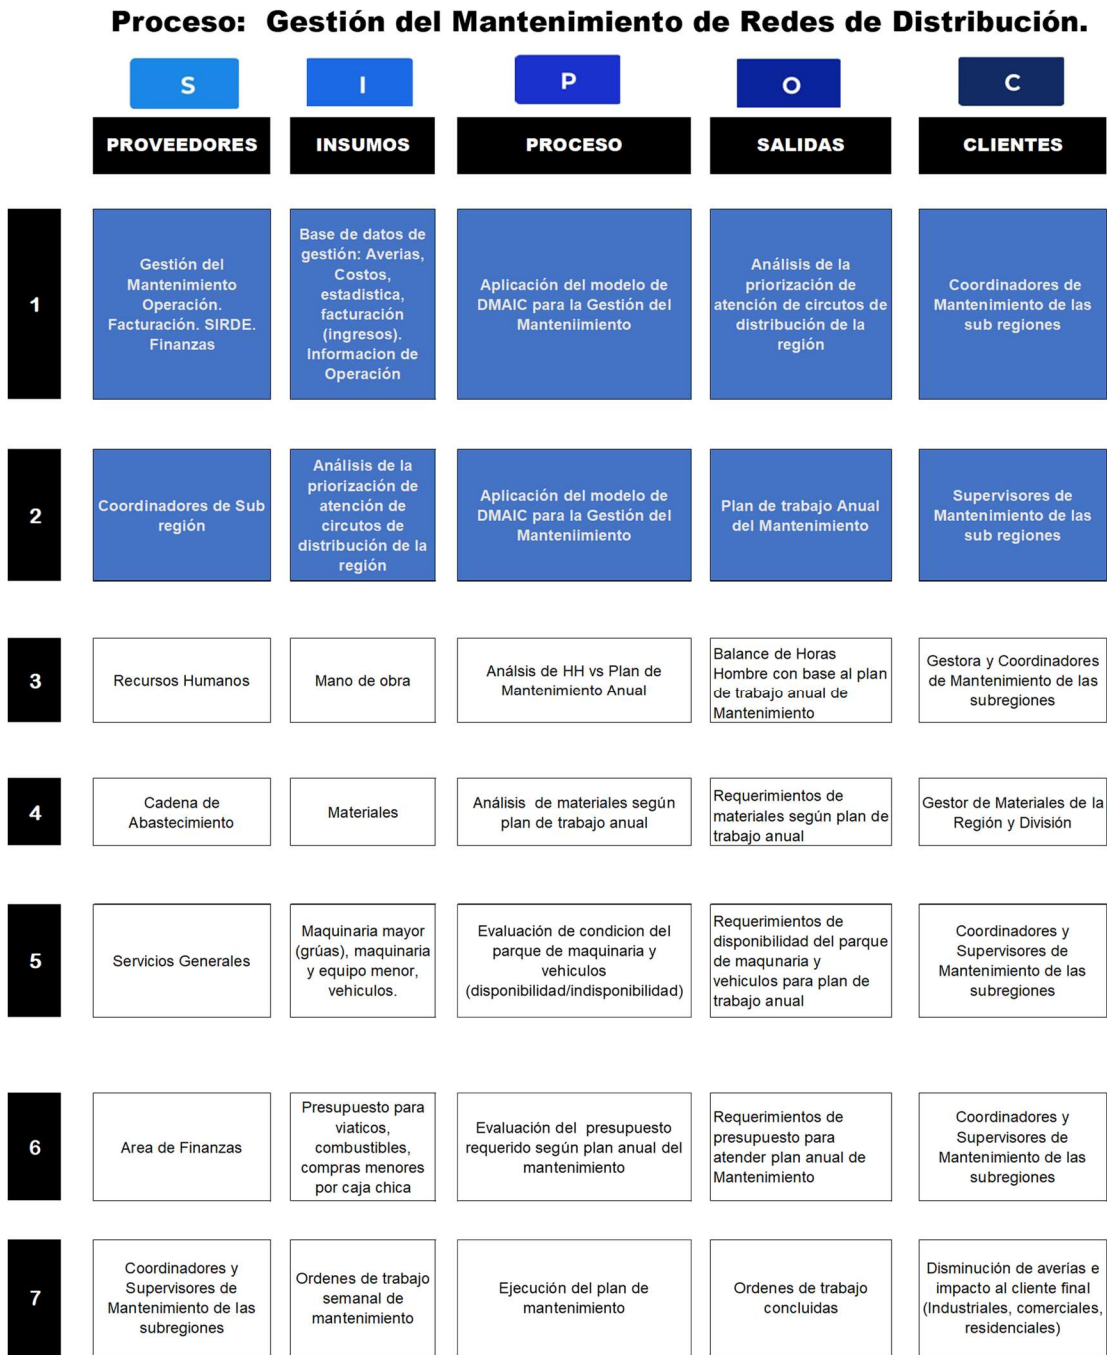 Proceso:  Gestión del Mantenimiento de Redes de Distribución.
S
I
P
O
C
PROVEEDORES
INSUMOS
PROCESO
SALIDAS
CLIENTES
1
Gestión del
Mantenimiento
Operación.
Facturación. SIRDE.
Finanzas
Base de datos de
gestión: Averias,
Costos,
estadistica,
facturación
(ingresos).
Informacion de
Operación
Aplicación del modelo de
DMAIC para la Gestión del
Manteniimiento
Análisis de la
priorización de
atención de circutos de
distribución de la
región
Coordinadores de
Mantenimiento de las
sub regiones
2
Coordinadores de Sub
región
Análisis de la
priorización de
atención de
circutos de
distribución de la
región
Aplicación del modelo de
DMAIC para la Gestión del
Manteniimiento
Plan de trabajo Anual
del Mantenimiento
Supervisores de
Mantenimiento de las
sub regiones
3
Recursos Humanos
Mano de obra
Análsis de HH vs Plan de
Mantenimiento Anual
Balance de Horas
Hombre con base al plan
de trabajo anual de
Mantenimiento
Gestora y Coordinadores
de Mantenimiento de las
subregiones
4
Cadena de
Abastecimiento
Materiales
Análisis  de materiales según
plan de trabajo anual
Requerimientos de
materiales según plan de
trabajo anual
Gestor de Materiales de la
Región y División
5
Servicios Generales
Maquinaria mayor
(grúas), maquinaria
y equipo menor,
vehiculos.
Evaluación de condicion del
parque de maquinaria y
vehiculos
(disponibilidad/indisponibilidad)
Requerimientos de
disponibilidad del parque
de maqunaria y
vehiculos para plan de
trabajo anual
Coordinadores y
Supervisores de
Mantenimiento de las
subregiones
6
Area de Finanzas
Presupuesto para
viaticos,
combustibles,
compras menores
por caja chica
Evaluación del  presupuesto
requerido según plan anual del
mantenimiento
Requerimientos de
presupuesto para
atender plan anual de
Mantenimiento
Coordinadores y
Supervisores de
Mantenimiento de las
subregiones
7
Coordinadores y
Supervisores de
Mantenimiento de las
subregiones
Ordenes de trabajo
semanal de
mantenimiento
Ejecución del plan de
mantenimiento
Ordenes de trabajo
concluidas
Disminución de averías e
impacto al cliente final
(Industriales, comerciales,
residenciales)